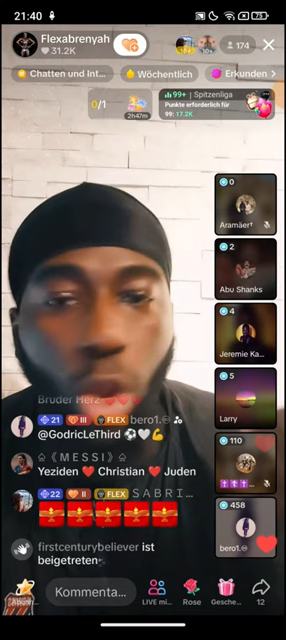 21:40
75
Flexabrenyah
31.2K
10+
174
Chatten und Int...
Wöchentlich
Erkunden
0/1
2h47m
99+ | Spitzenliga
Punkte erforderlich für
99: 17.2K
0
Aramäer†
2
Abu Shanks
4
Jeremie Ka...
5
Larry
110
458
bero1.
Bruder Herz
21 III FLEX bero1.
@GodricLeThird
《 M E S S I 》
Yeziden Christian Juden
22 II FLEX S A B R I ...
firstcenturybeliever ist
beigetreten
Abonn...
Kommenta...
LIVE mi...
Rose
Gesche...
12